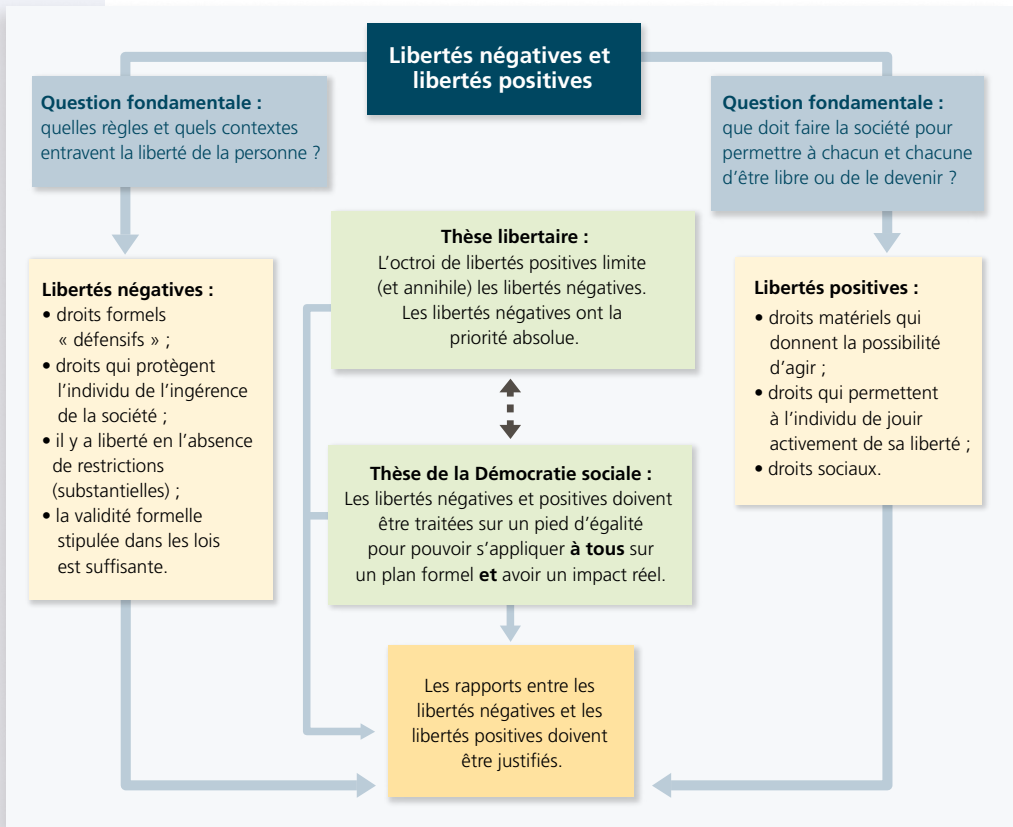 Libertés négatives et
libertés positives
Question fondamentale :
quelles règles et quels contextes
entravent la liberté de la personne ?
Question fondamentale :
que doit faire la société pour
permettre à chacun et chacune
d’être libre ou de le devenir ?
Thèse libertaire :
L’octroi de libertés positives limite
(et annihile) les libertés négatives.
Les libertés négatives ont la
priorité absolue.
Libertés négatives :
• droits formels
« défensifs » ;
• droits qui protègent
l’individu de l’ingérence
de la société ;
• il y a liberté en l’absence
de restrictions
(substantielles) ;
• la validité formelle
stipulée dans les lois
est suffisante.
Libertés positives :
• droits matériels qui
donnent la possibilité
d’agir ;
• droits qui permettent
à l’individu de jouir
activement de sa liberté ;
• droits sociaux.
Thèse de la Démocratie sociale :
Les libertés négatives et positives doivent
être traitées sur un pied d’égalité
pour pouvoir s’appliquer à tous sur
un plan formel et avoir un impact réel.
Les rapports entre les
libertés négatives et les
libertés positives doivent
être justifiés.